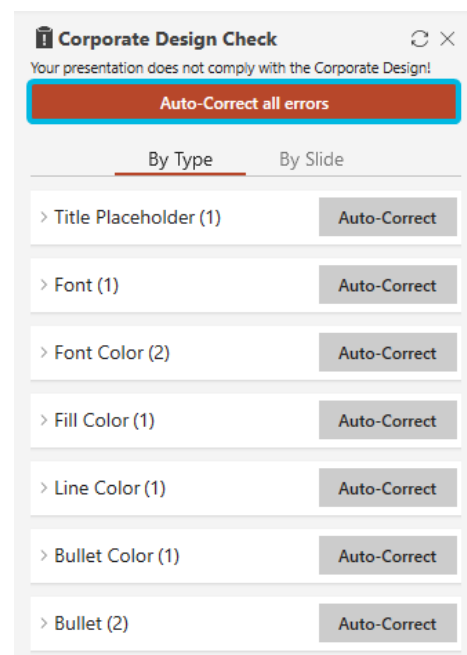 Corporate Design Check
Your presentation does not comply with the Corporate Design!
Auto-Correct all errors
By Type By Slide
Title Placeholder (1) Auto-Correct
Font (1) Auto-Correct
Font Color (2) Auto-Correct
Fill Color (1) Auto-Correct
Line Color (1) Auto-Correct
Bullet Color (1) Auto-Correct
Bullet (2) Auto-Correct